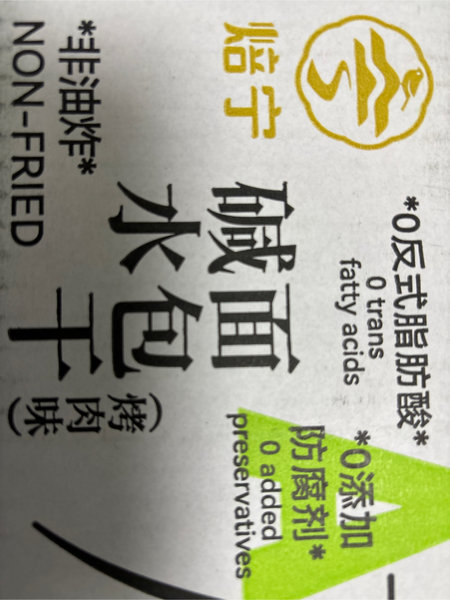 焙宁
*0反式脂肪酸*
0 trans
fatty acids
碱水
面包干
(烤肉味)
*0添加
防腐剂*
0 added
preservatives
*非油炸*
NON-FRIED